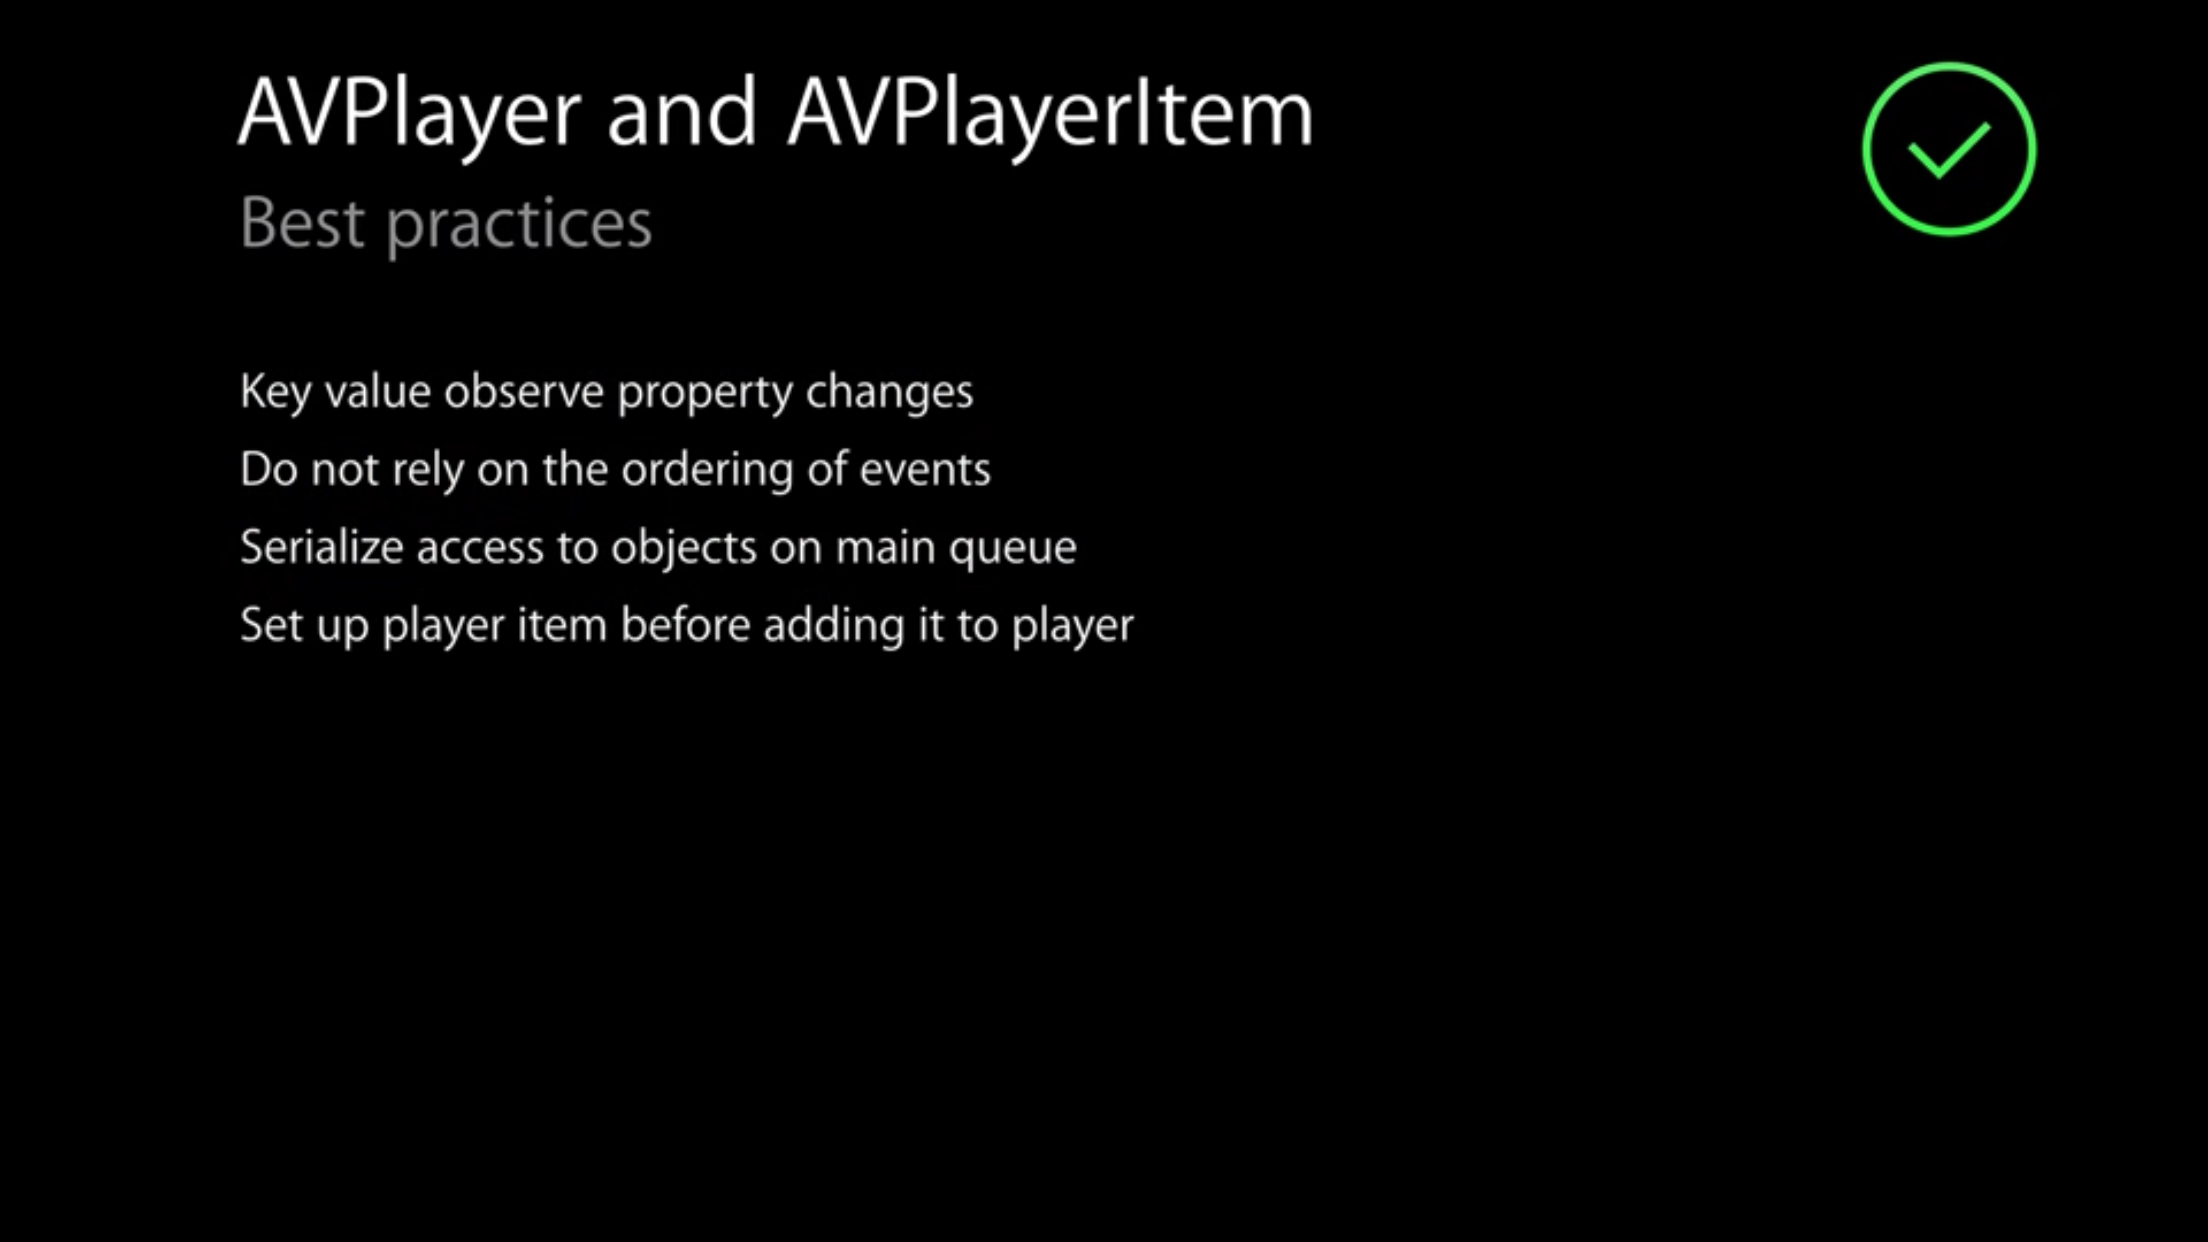 AVPlayer and AVPlayerItem
Best practices
Key value observe property changes
Do not rely on the ordering of events
Serialize access to objects on main queue
Set up player item before adding it to player